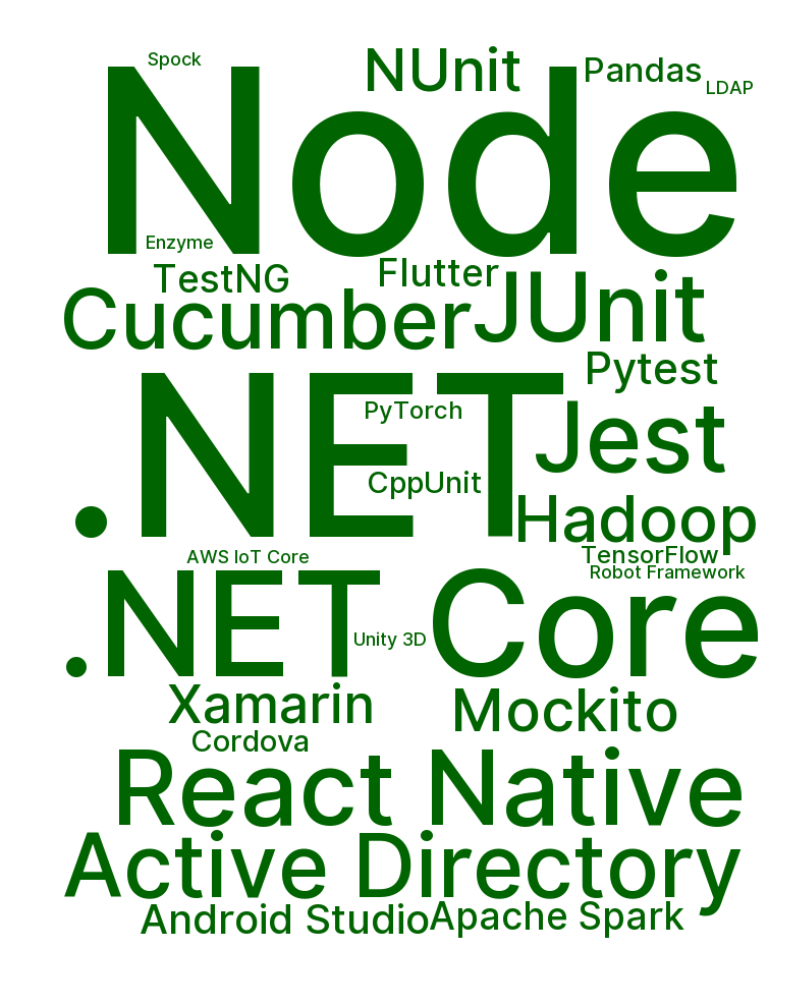 Spock
NUnit
Pandas
LDAP
Node
Enzyme
TestNG
Flutter
Cucumber
JUnit
Pytest
.NET
PyTorch
Jest
CppUnit
Hadoop
AWS IoT Core
TensorFlow
Robot Framework
.NET Core
Unity 3D
Xamarin
Mockito
Cordova
React Native
Active Directory
Android Studio
Apache Spark